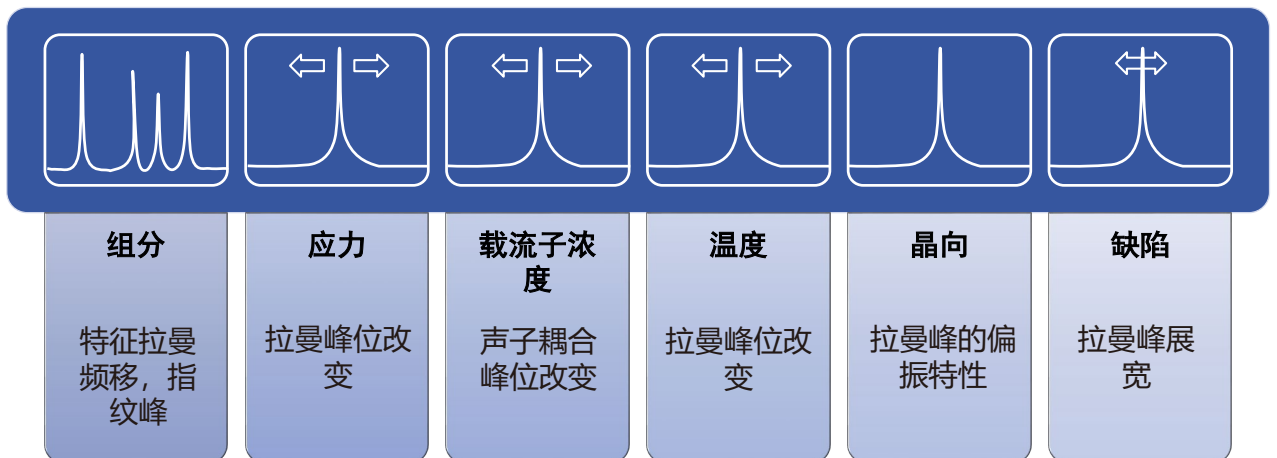 组分
特征拉曼
频移，指
纹峰
应力
拉曼峰位改
变
载流子浓
度
声子耦合
峰位改变
温度
拉曼峰位改
变
晶向
拉曼峰的偏
振特性
缺陷
拉曼峰展
宽